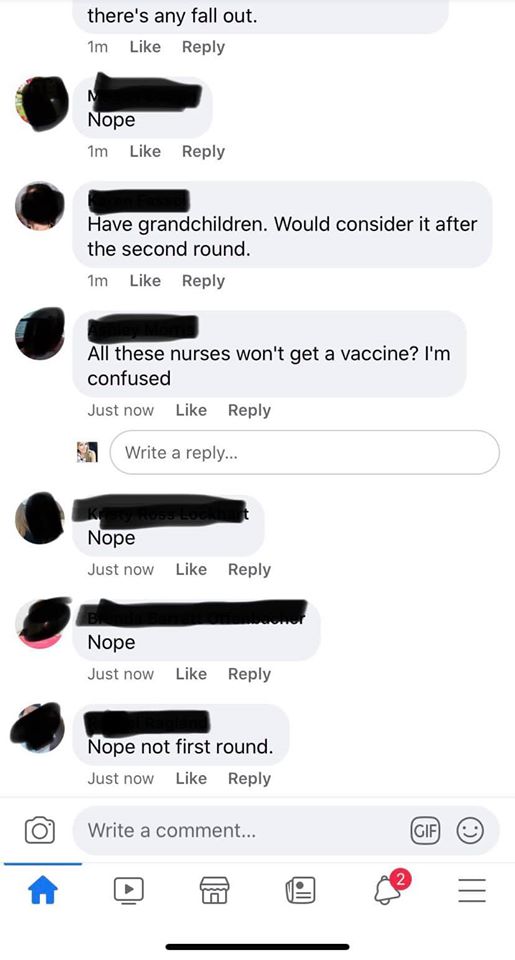 there's any fall out.
1m Like Reply
Nope
1m Like Reply
Have grandchildren. Would consider it after
the second round.
1m Like Reply
All these nurses won't get a vaccine? I'm
confused
Just now Like Reply
Write a reply...
Nope
Just now Like Reply
Nope
Just now Like Reply
Nope not first round.
Just now Like Reply
Write a comment...
GIF
2